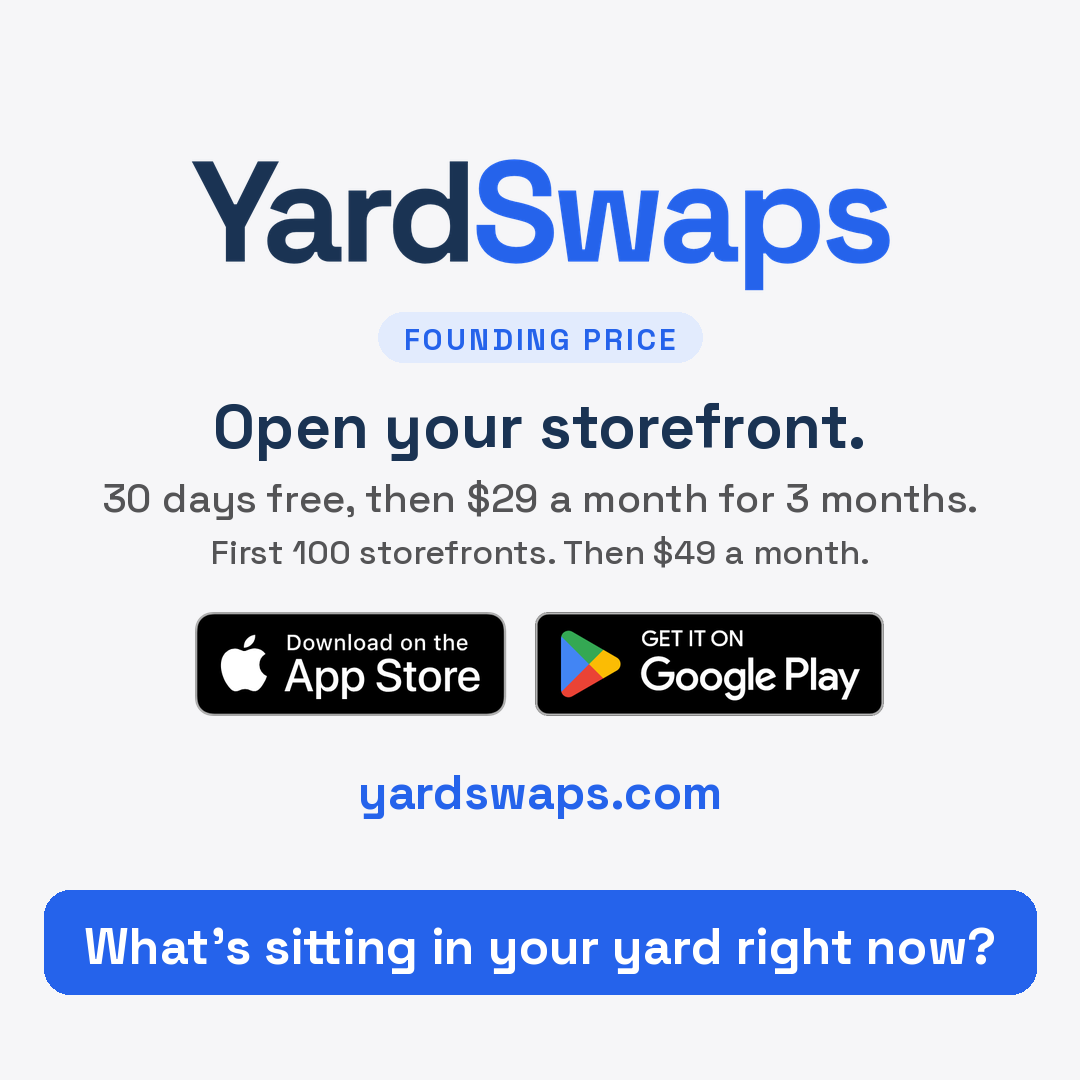 YardSwaps
FOUNDING PRICE
Open your storefront.
30 days free, then $29 a month for 3 months.
First 100 storefronts. Then $49 a month.
Download on the
App Store
GET IT ON
Google Play
yardswaps.com
What’s sitting in your yard right now?